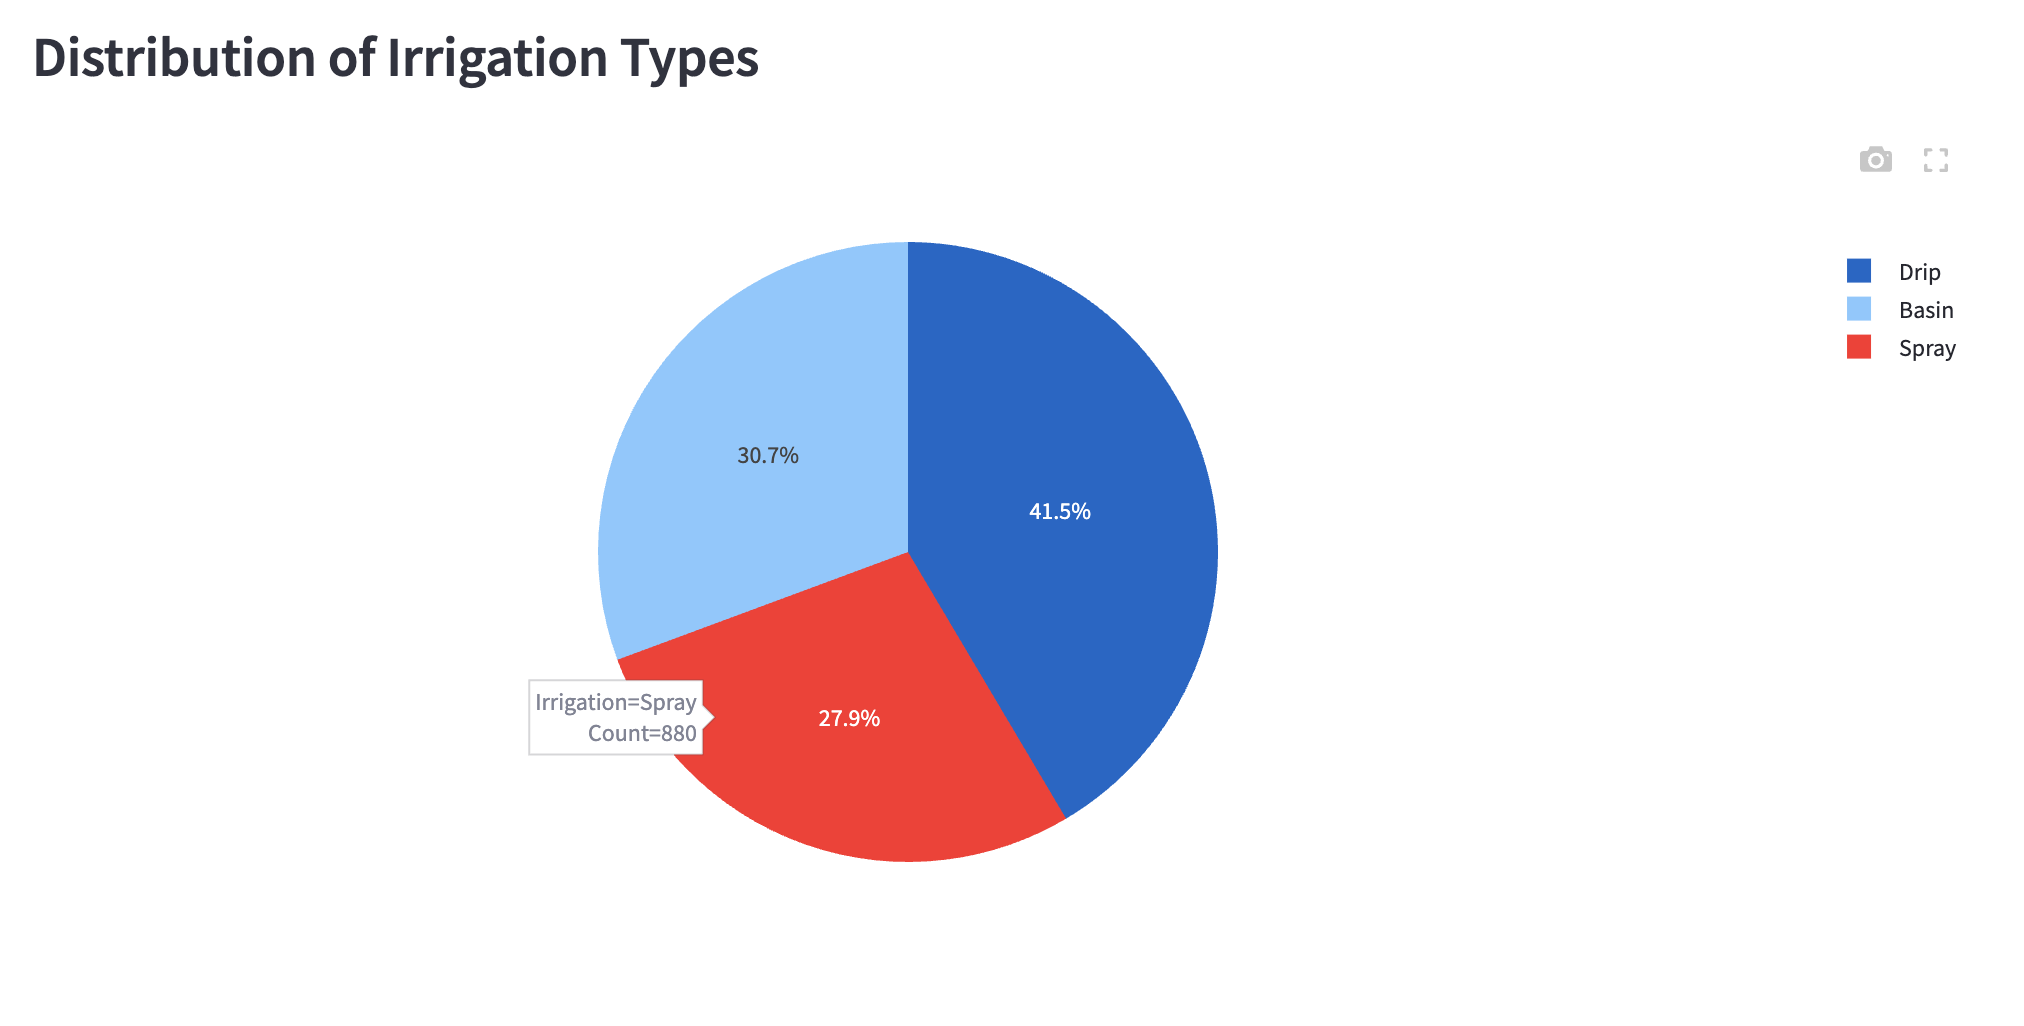 Distribution of Irrigation Types
Drip
Basin
Spray
30.7%
41.5%
27.9%
Irrigation=Spray
Count=880